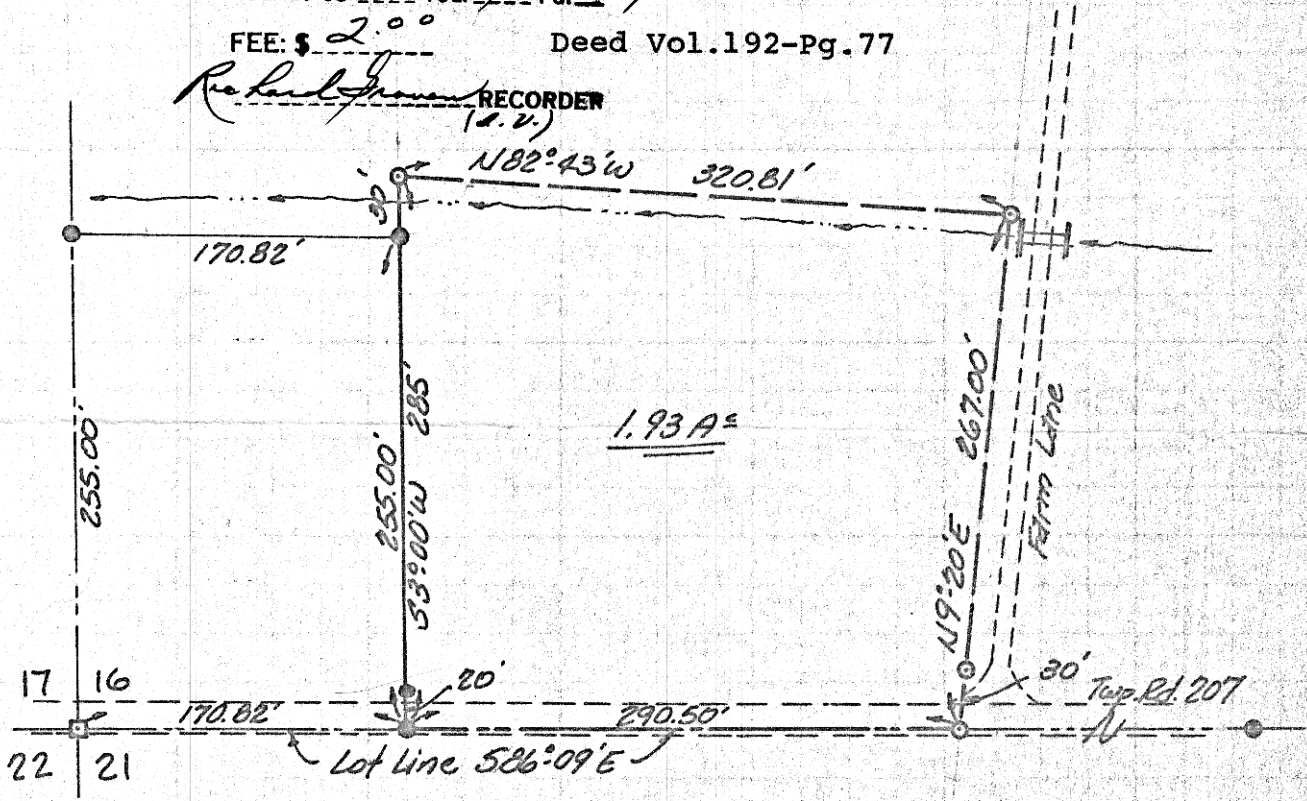 FEE: $ 2.00
Deed Vol.192-Pg.77
RECORDER
N82°43'W 320.81'
30'
170.82'
255.00'
255.00'
S3°00'W 285'
1.93 Ac
N9°20'E 267.00'
Farm Lane
17 16
20'
30'
Twp. Rd. 207
170.82'
290.50'
22 21
Lot Line S86°09'E